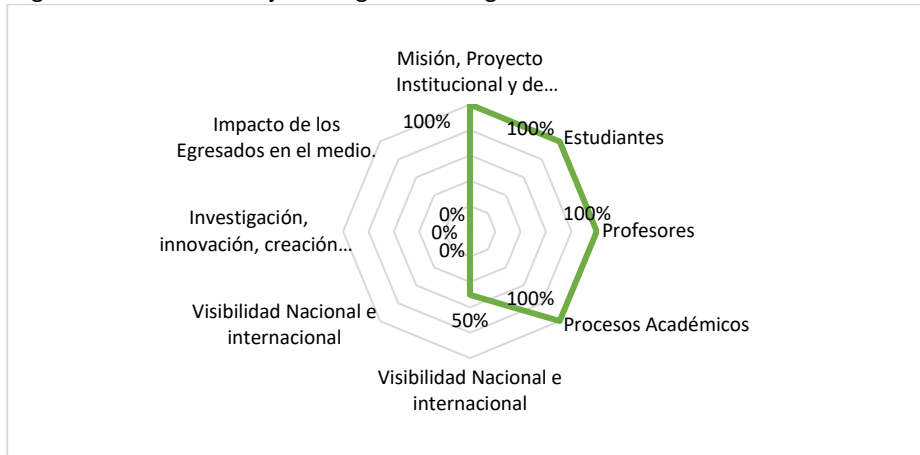 Misión, Proyecto
Institucional y de...
100%
100%
Estudiantes
Impacto de los
Egresados en el medio.
100%
Profesores
Investigación,
innovación, creación...
0%
0%
0%
100%
Procesos Académicos
Visibilidad Nacional e
internacional
50%
Visibilidad Nacional e
internacional